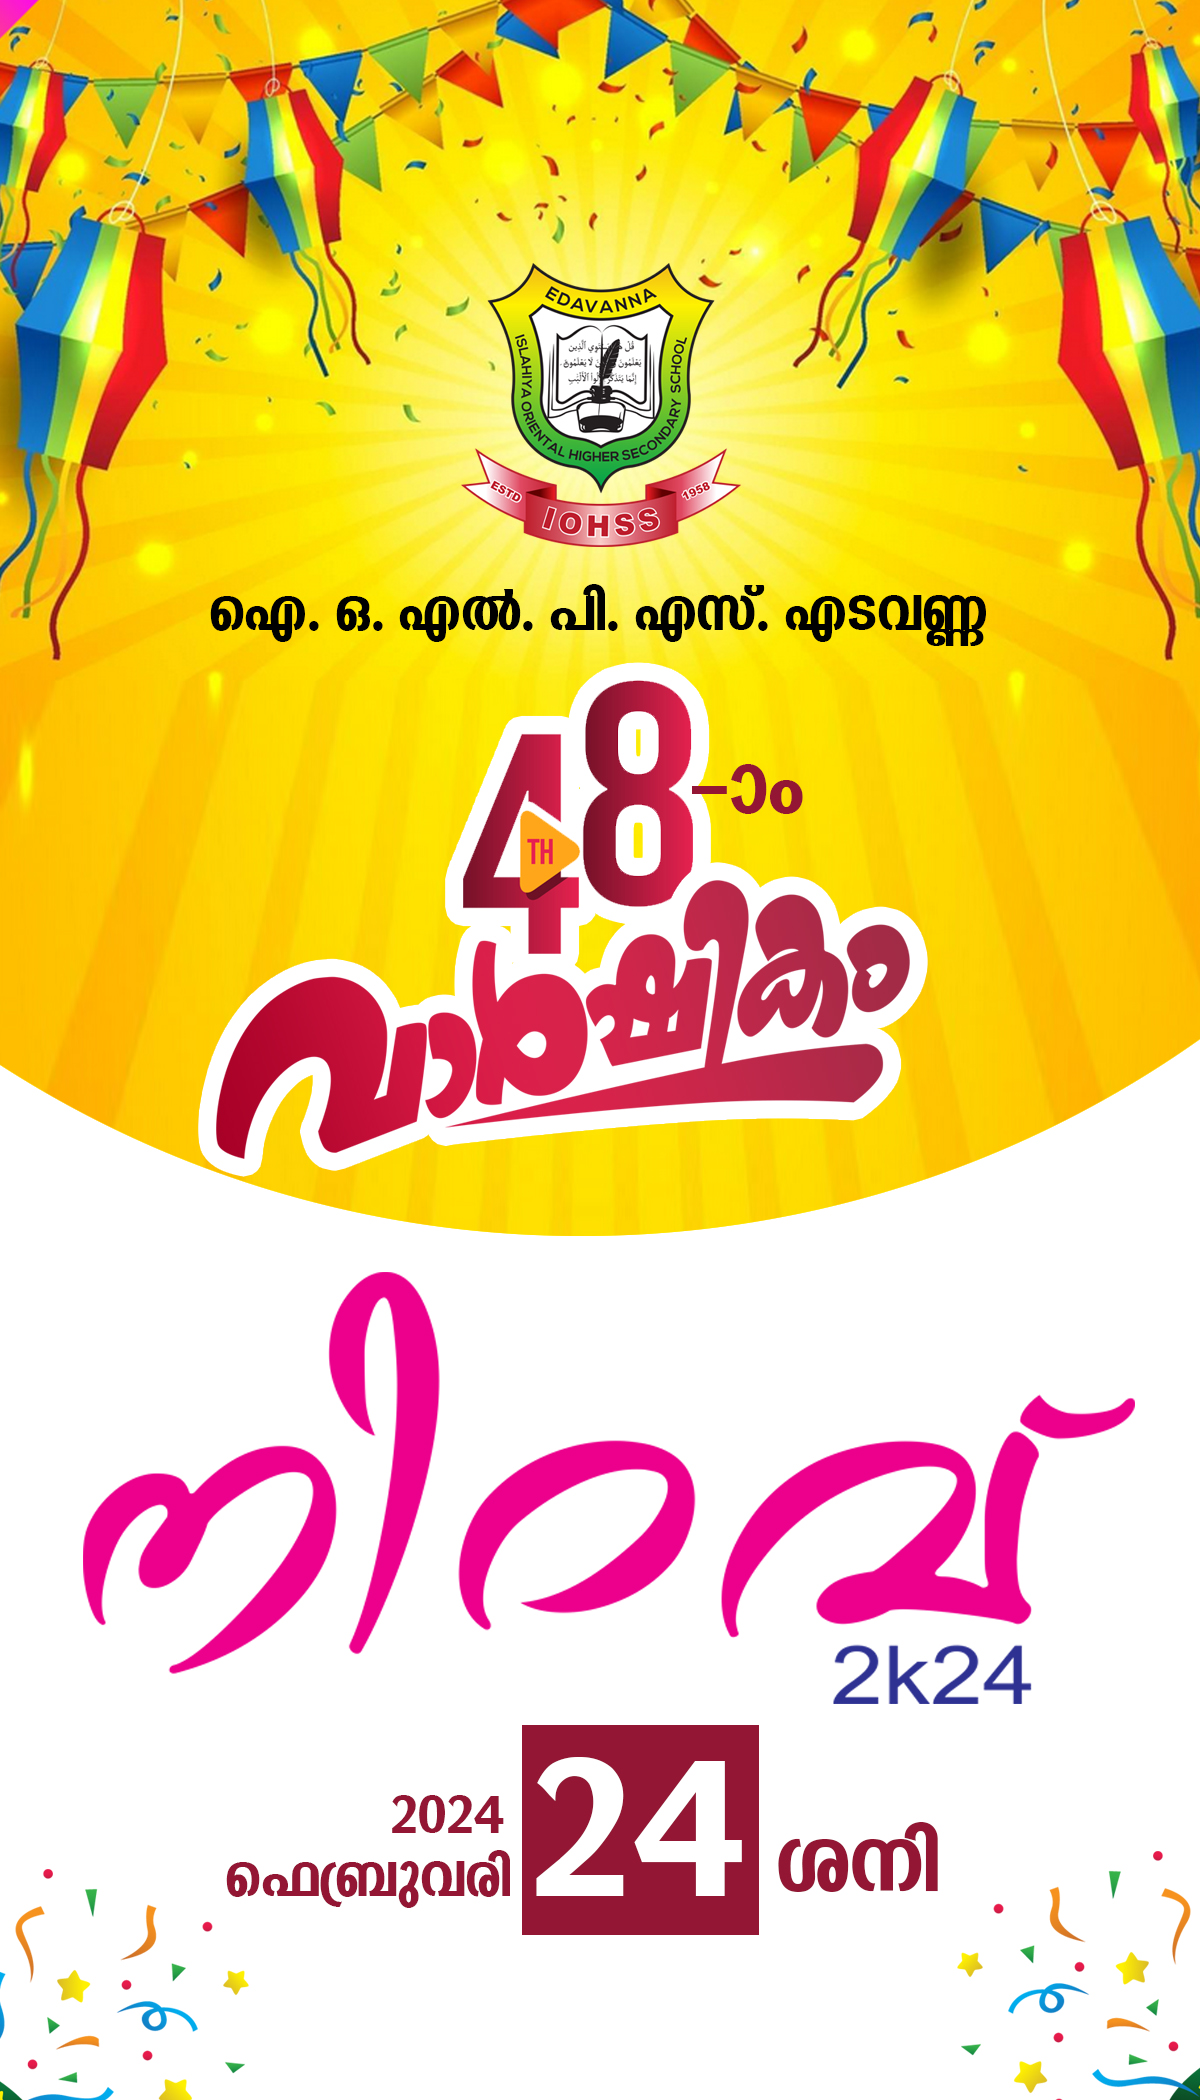 EDAVANNA
ISLAHIYA ORIENTAL HIGHER SECONDARY SCHOOL
ESTD
1958
IOHSS
ഐ. ഒ. എൽ. പി. എസ്. എടവണ്ണ
48-ാം
TH
വാർഷികം
നിറവ്
2k24
2024
ഫെബ്രുവരി 24 ശനി